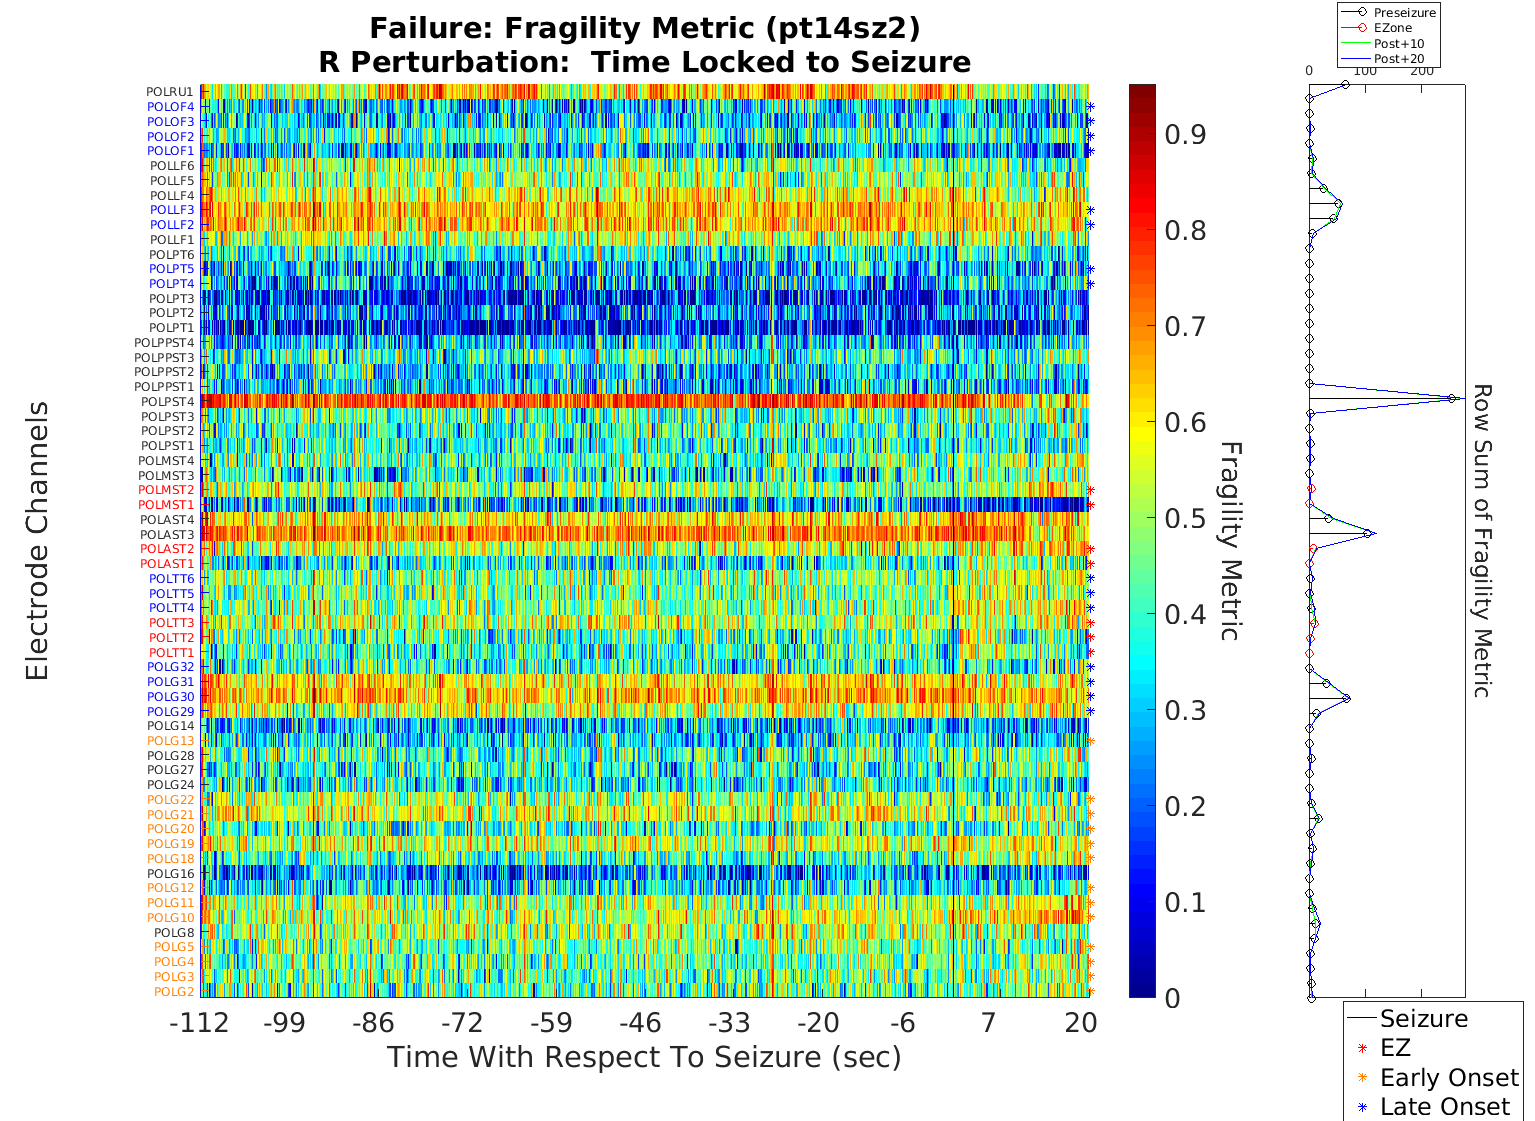 Failure: Fragility Metric (pt14sz2)
R Perturbation: Time Locked to Seizure
Electrode Channels
POLRU1
POLOF4
POLOF3
POLOF2
POLOF1
POLLF6
POLLF5
POLLF4
POLLF3
POLLF2
POLLF1
POLPT6
POLPT5
POLPT4
POLPT3
POLPT2
POLPT1
POLPPST4
POLPPST3
POLPPST2
POLPPST1
POLPST4
POLPST3
POLPST2
POLPST1
POLMST4
POLMST3
POLMST2
POLMST1
POLAST4
POLAST3
POLAST2
POLAST1
POLTT6
POLTT5
POLTT4
POLTT3
POLTT2
POLTT1
POLG32
POLG31
POLG30
POLG29
POLG14
POLG13
POLG28
POLG27
POLG24
POLG22
POLG21
POLG20
POLG19
POLG18
POLG16
POLG12
POLG11
POLG10
POLG8
POLG5
POLG4
POLG3
POLG2
-112 -99 -86 -72 -59 -46 -33 -20 -6 7 20
Time With Respect To Seizure (sec)
0.9
0.8
0.7
0.6
0.5
0.4
0.3
0.2
0.1
0
Fragility Metric
Preseizure
EZone
Post+10
Post+20
0 100 200
Row Sum of Fragility Metric
Seizure
EZ
Early Onset
Late Onset